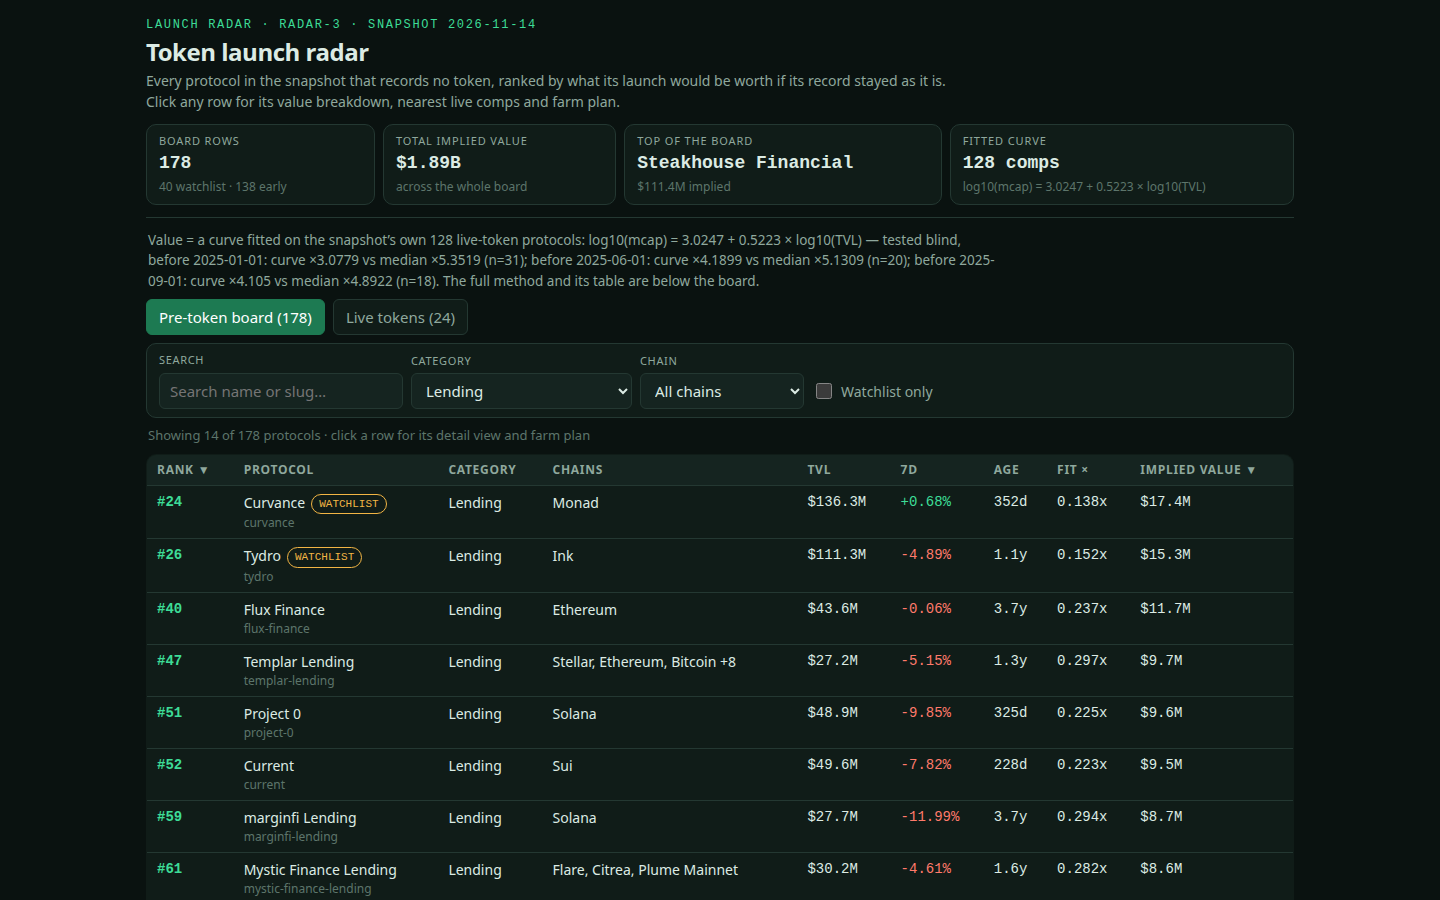 LAUNCH RADAR · RADAR-3 · SNAPSHOT 2026-11-14
Token launch radar
Every protocol in the snapshot that records no token, ranked by what its launch would be worth if its record stayed as it is.
Click any row for its value breakdown, nearest live comps and farm plan.
BOARD ROWS
178
40 watchlist · 138 early
TOTAL IMPLIED VALUE
$1.89B
across the whole board
TOP OF THE BOARD
Steakhouse Financial
$111.4M implied
FITTED CURVE
128 comps
log10(mcap) = 3.0247 + 0.5223 × log10(TVL)
Value = a curve fitted on the snapshot's own 128 live-token protocols: log10(mcap) = 3.0247 + 0.5223 × log10(TVL) — tested blind,
before 2025-01-01: curve ×3.0779 vs median ×5.3519 (n=31); before 2025-06-01: curve ×4.1899 vs median ×5.1309 (n=20); before 2025-
09-01: curve ×4.105 vs median ×4.8922 (n=18). The full method and its table are below the board.
Pre-token board (178) Live tokens (24)
SEARCH CATEGORY CHAIN
Search name or slug... Lending All chains Watchlist only
Showing 14 of 178 protocols · click a row for its detail view and farm plan
RANK ▼ PROTOCOL CATEGORY CHAINS TVL 7D AGE FIT × IMPLIED VALUE ▼
#24 Curvance WATCHLIST Lending Monad $136.3M +0.68% 352d 0.138x $17.4M
curvance
#26 Tydro WATCHLIST Lending Ink $111.3M -4.89% 1.1y 0.152x $15.3M
tydro
#40 Flux Finance Lending Ethereum $43.6M -0.06% 3.7y 0.237x $11.7M
flux-finance
#47 Templar Lending Lending Stellar, Ethereum, Bitcoin +8 $27.2M -5.15% 1.3y 0.297x $9.7M
templar-lending
#51 Project 0 Lending Solana $48.9M -9.85% 325d 0.225x $9.6M
project-0
#52 Current Lending Sui $49.6M -7.82% 228d 0.223x $9.5M
current
#59 marginfi Lending Lending Solana $27.7M -11.99% 3.7y 0.294x $8.7M
marginfi-lending
#61 Mystic Finance Lending Lending Flare, Citrea, Plume Mainnet $30.2M -4.61% 1.6y 0.282x $8.6M
mystic-finance-lending